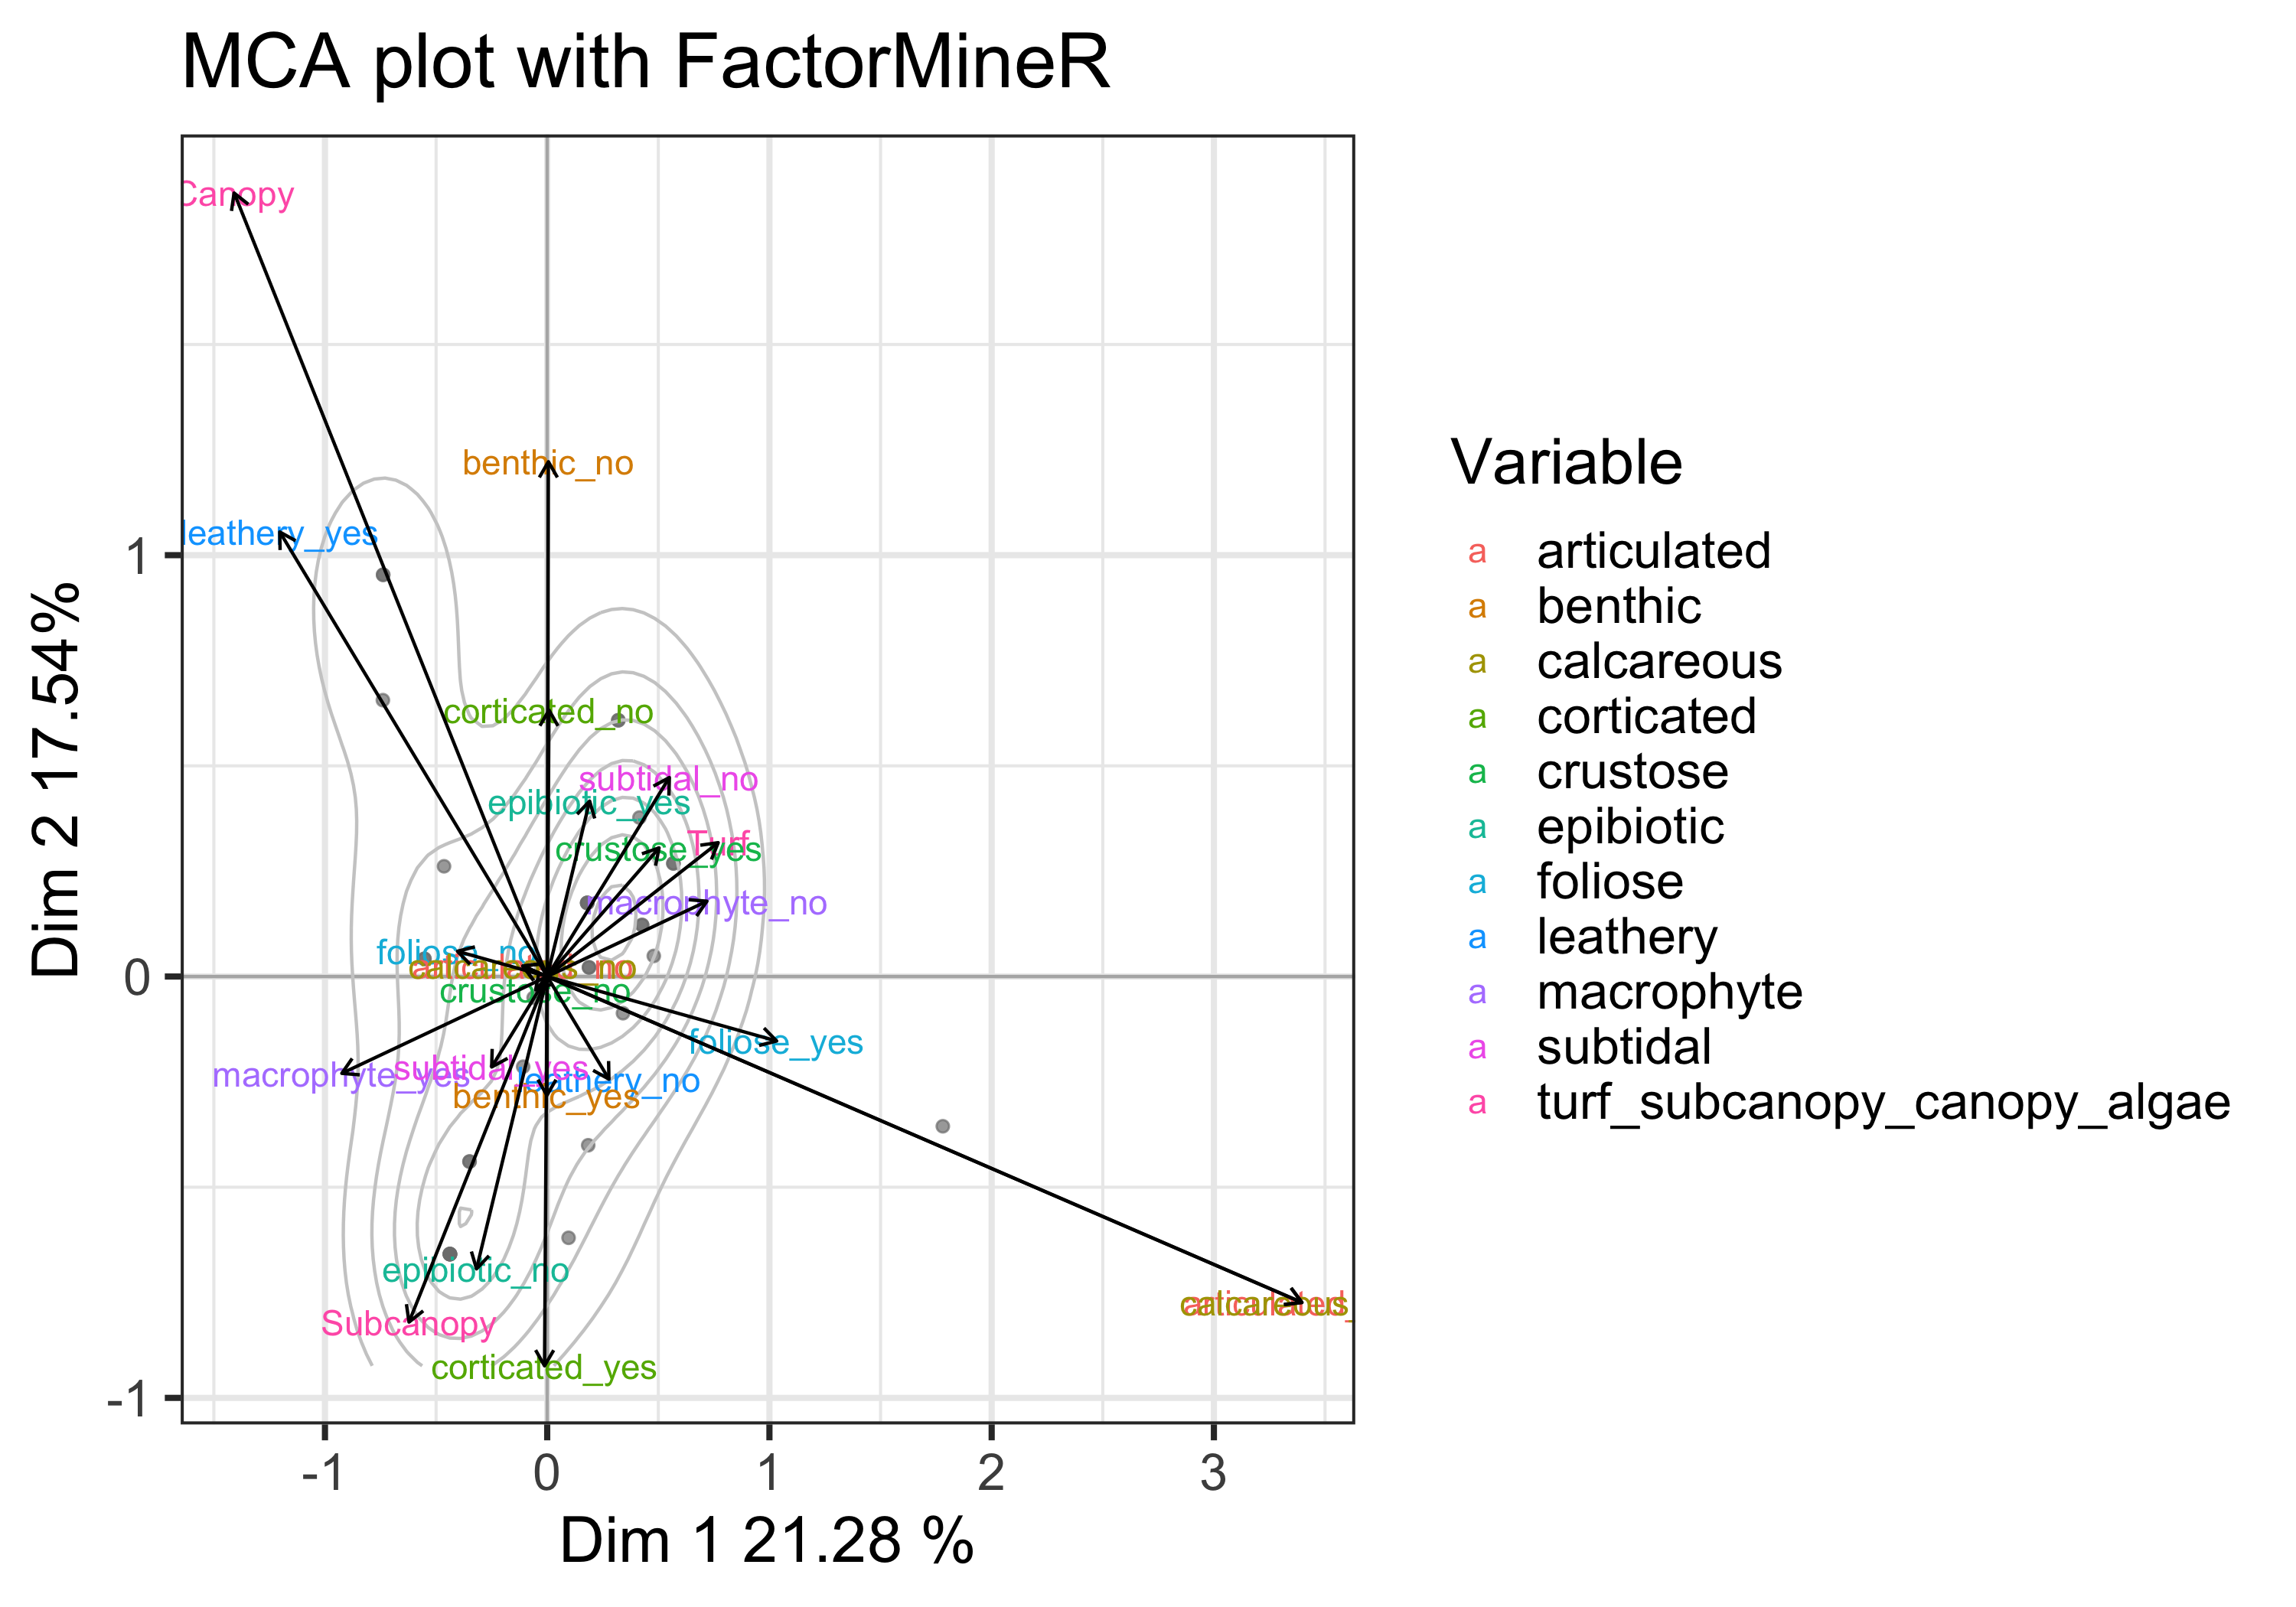 MCA plot with FactorMineR
Canopy
benthic_no
leathery_yes
corticated_no
subtidal_no
epibiotic_yes
Turf
crustose_yes
macrophyte_no
foliose_no
calcareous_no
crustose_no
foliose_yes
macrophyte_yes
subtidal_yes
leathery_no
benthic_yes
epibiotic_no
Subcanopy
corticated_yes
1
0
-1
-1 0 1 2 3
Dim 1 21.28 %
Dim 2 17.54%
Variable
a articulated
a benthic
a calcareous
a corticated
a crustose
a epibiotic
a foliose
a leathery
a macrophyte
a subtidal
a turf_subcanopy_canopy_algae